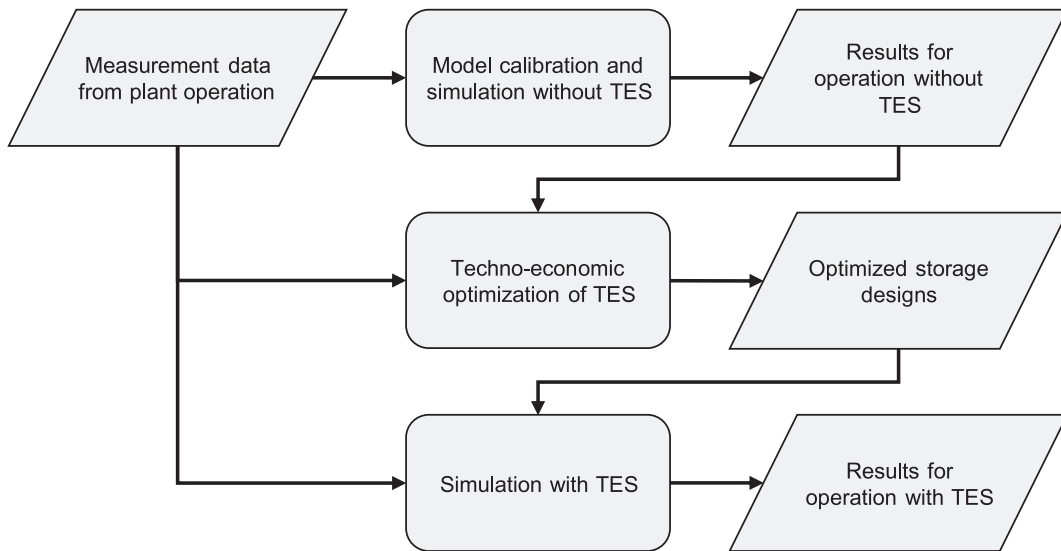 Measurement data
from plant operation
Model calibration and
simulation without TES
Results for
operation without
TES
Techno-economic
optimization of TES
Optimized storage
designs
Simulation with TES
Results for
operation with TES